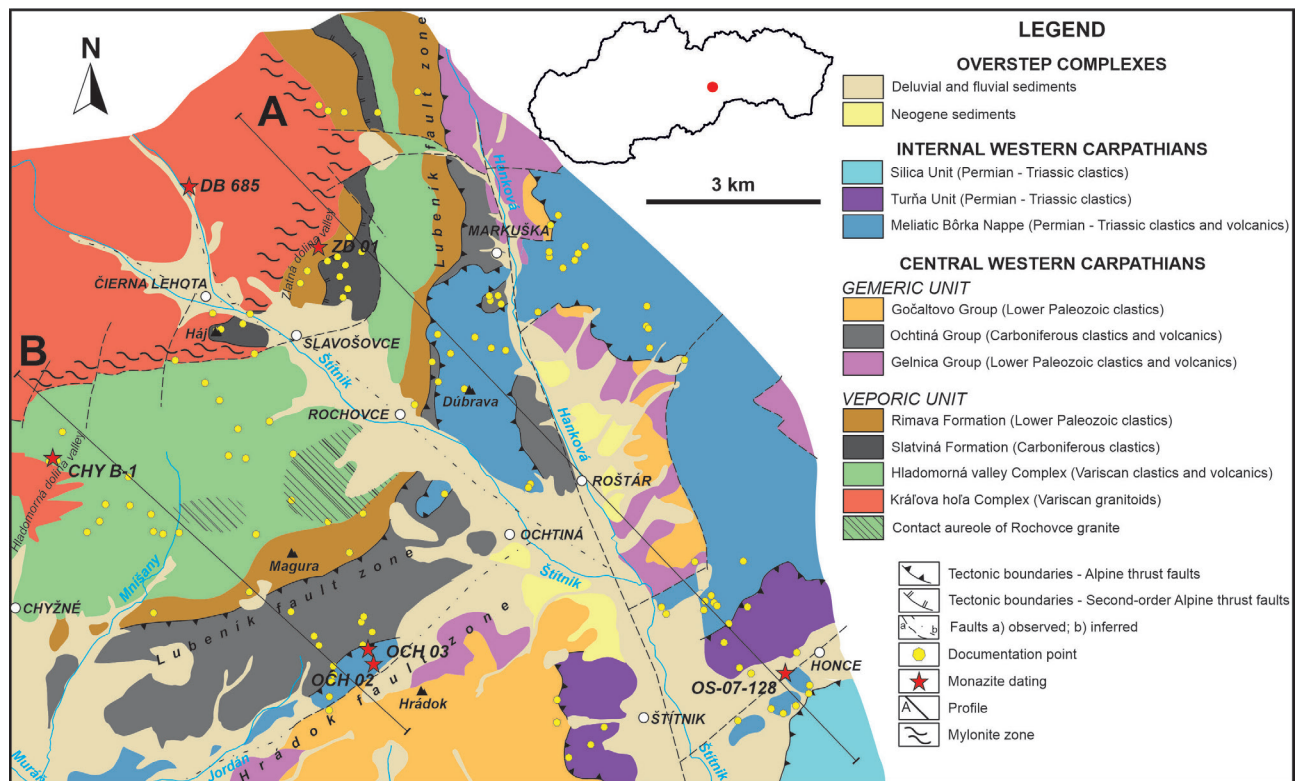 N
A
B
3 km
DB 685
ZD 01
CHY B-1
OCH 03
OCH 02
OS-07-128
Lubeník fault zone
Lubeník fault zone
Hrádok fault zone
Hanková
Hanková
MARKUŠKA
Zlatná dolina valley
ČIERNA LEHOTA
Háj
SLAVOŠOVCE
Štítnik
ROCHOVCE
Dúbrava
ROŠTÁR
Hladomorná dolina valley
OCHTINÁ
Štítnik
Magura
Mníšany
CHYŽNÉ
Hrádok
HONCE
ŠTÍTNIK
Štítnik
Jordán
Muráň
LEGEND
OVERSTEP COMPLEXES
Deluvial and fluvial sediments
Neogene sediments
INTERNAL WESTERN CARPATHIANS
Silica Unit (Permian - Triassic clastics)
Turňa Unit (Permian - Triassic clastics)
Meliatic Bôrka Nappe (Permian - Triassic clastics and volcanics)
CENTRAL WESTERN CARPATHIANS
GEMERIC UNIT
Gočaltovo Group (Lower Paleozoic clastics)
Ochtiná Group (Carboniferous clastics and volcanics)
Gelnica Group (Lower Paleozoic clastics and volcanics)
VEPORIC UNIT
Rimava Formation (Lower Paleozoic clastics)
Slatviná Formation (Carboniferous clastics)
Hladomorná valley Complex (Variscan clastics and volcanics)
Kráľova hoľa Complex (Variscan granitoids)
Contact aureole of Rochovce granite
Tectonic boundaries - Alpine thrust faults
Tectonic boundaries - Second-order Alpine thrust faults
a b Faults a) observed; b) inferred
Documentation point
Monazite dating
A Profile
Mylonite zone